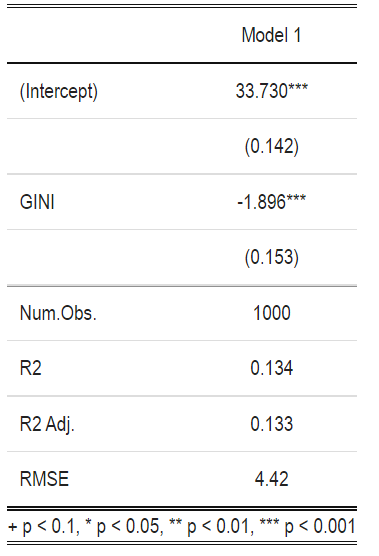 Model 1
(Intercept) 33.730***
(0.142)
GINI -1.896***
(0.153)
Num.Obs. 1000
R2 0.134
R2 Adj. 0.133
RMSE 4.42
+ p < 0.1, * p < 0.05, ** p < 0.01, *** p < 0.001